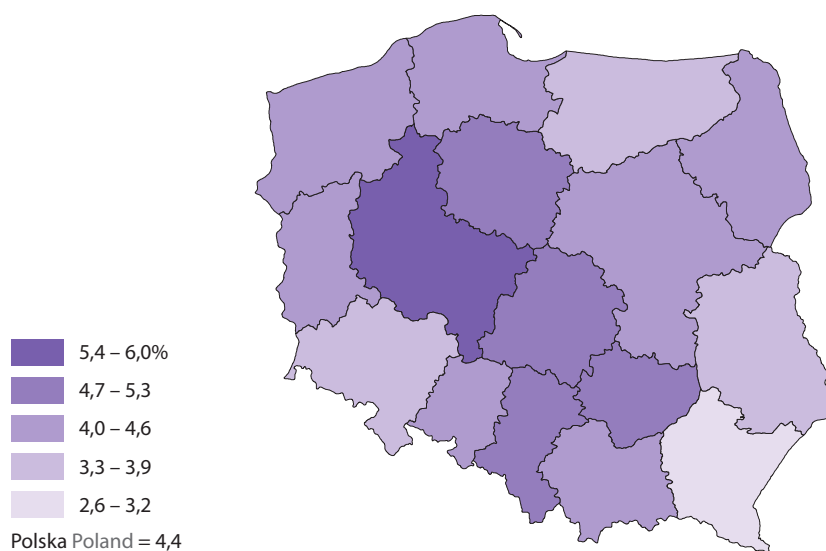 5,4 – 6,0%
4,7 – 5,3
4,0 – 4,6
3,3 – 3,9
2,6 – 3,2
Polska Poland = 4,4